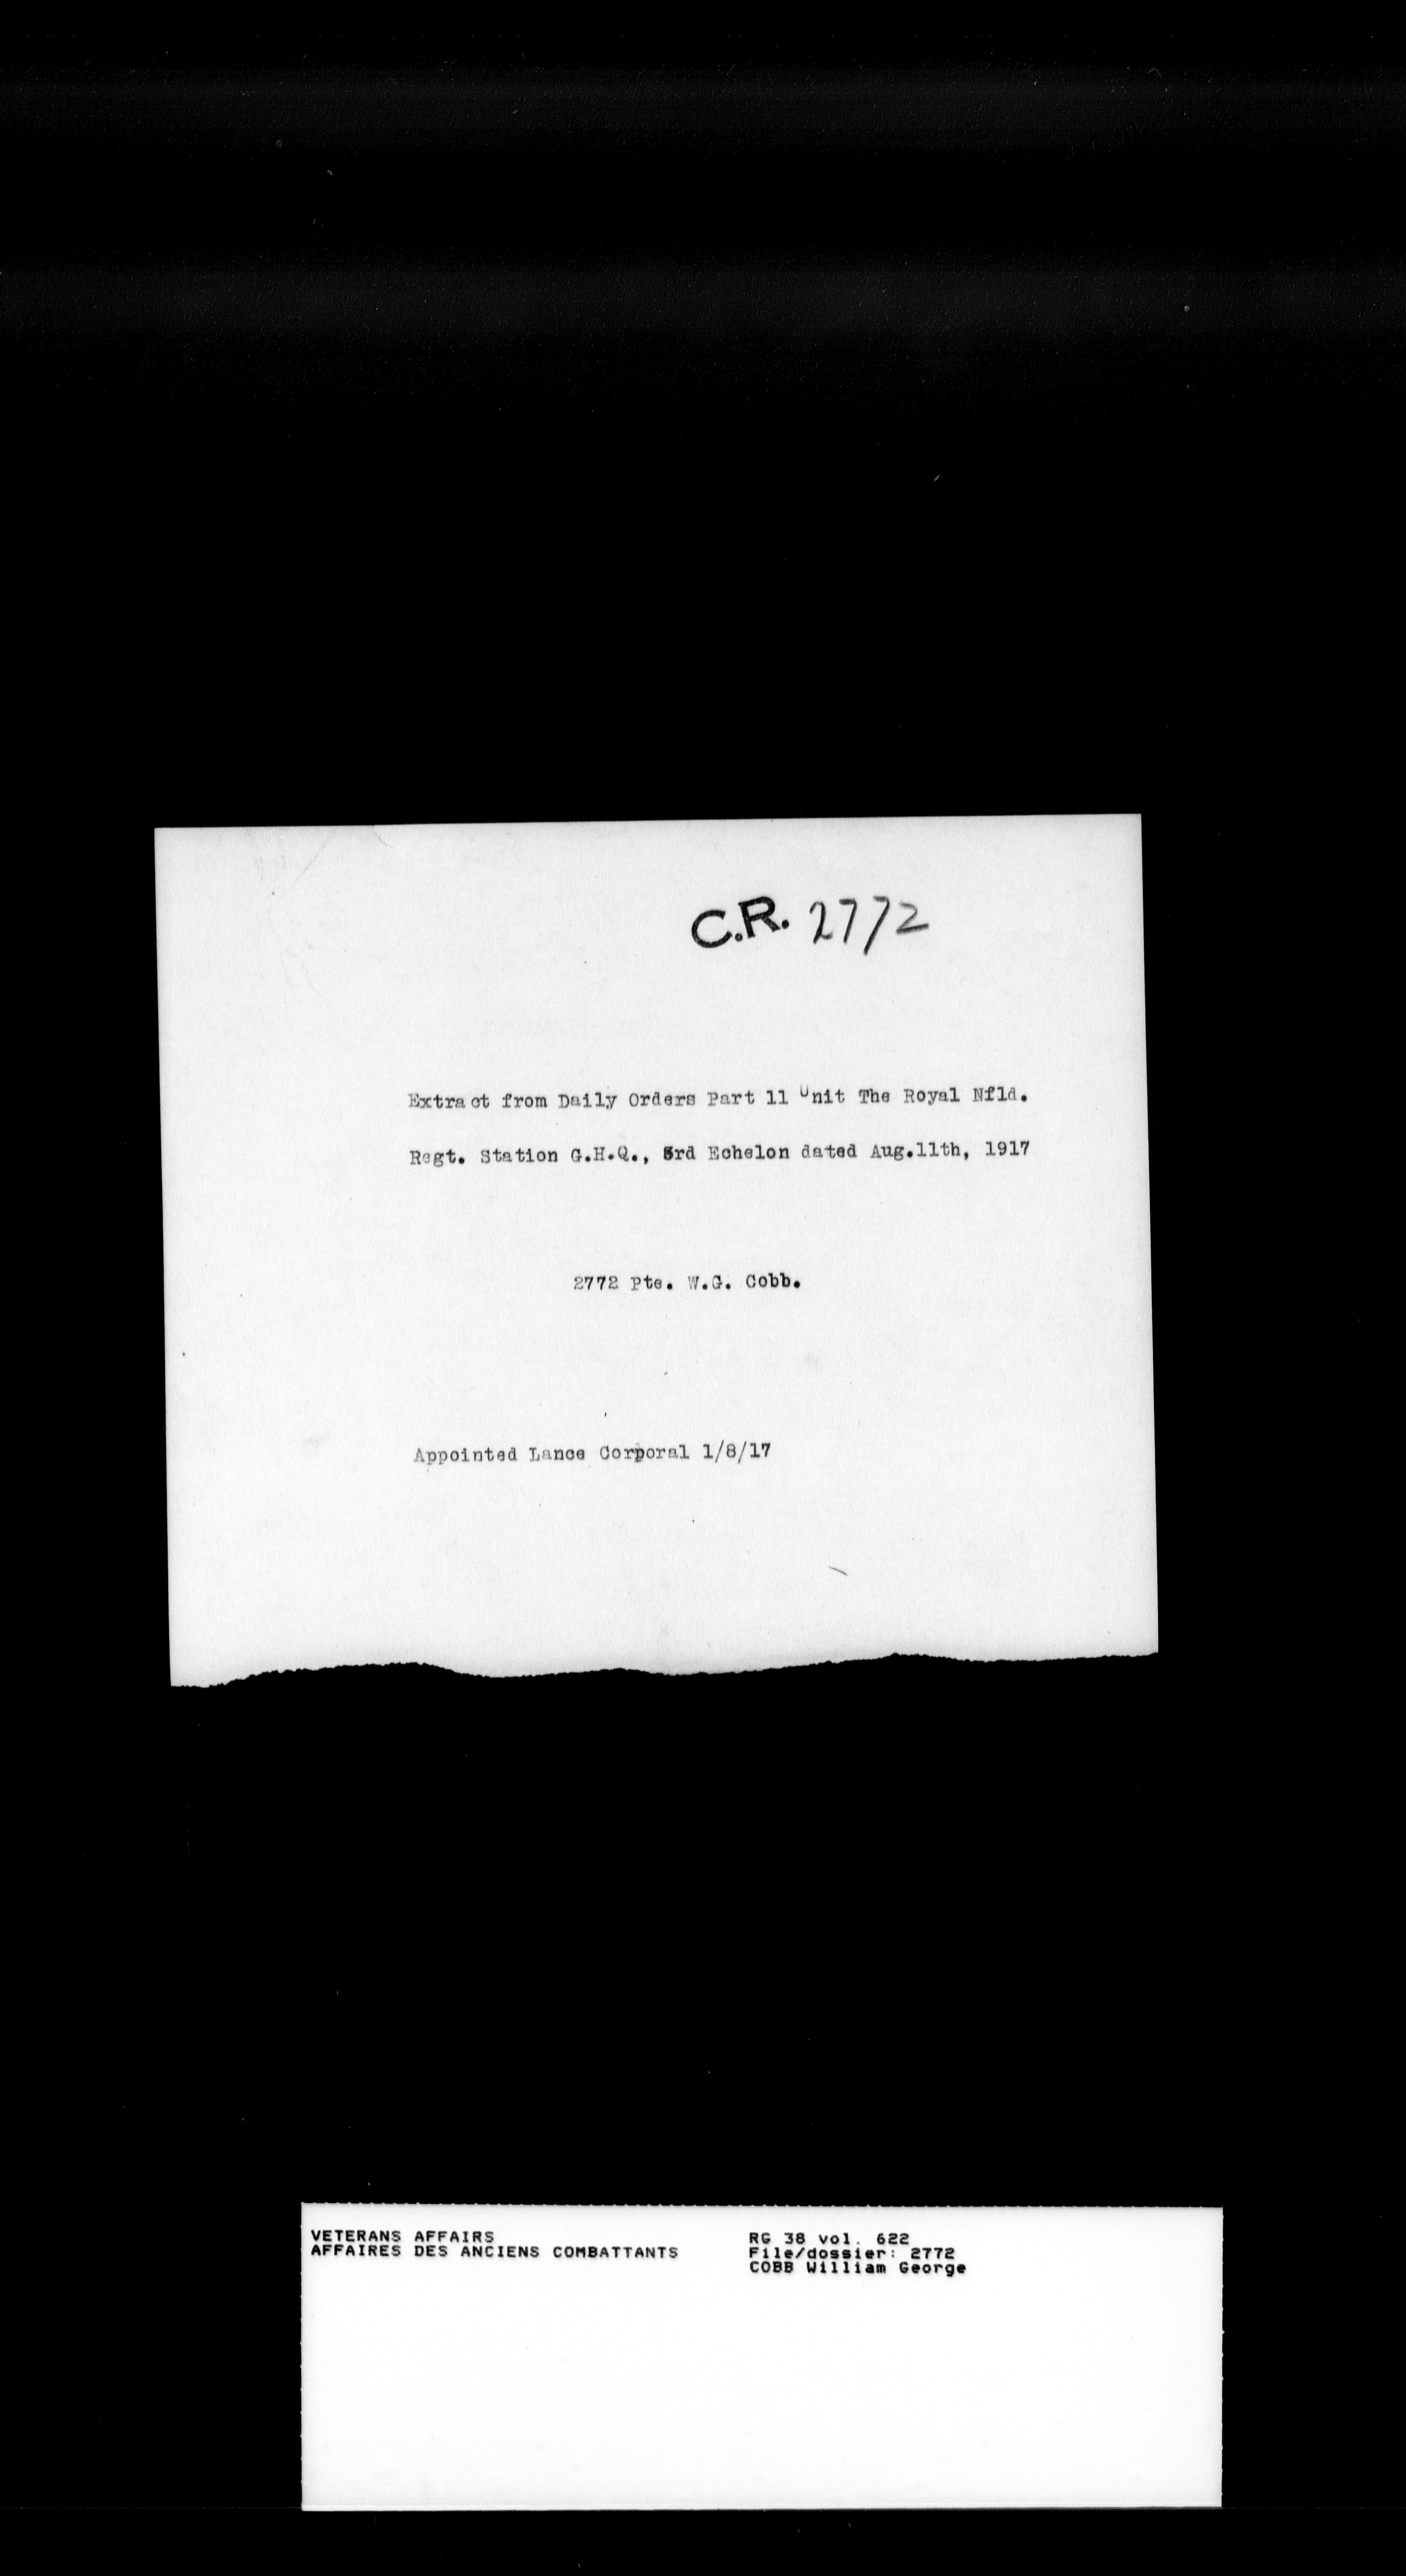 C.R. 2772
Extract from Daily Orders Part 11 Unit The Royal Nfld.
Regt. Station G.H.Q., 3rd Echelon dated Aug.11th, 1917
2772 Pte. W.G. Cobb.
Appointed Lance Corporal 1/8/17
VETERANS AFFAIRS
AFFAIRES DES ANCIENS COMBATTANTS
RG 38 vol. 622
File/dossier: 2772
COBB William George